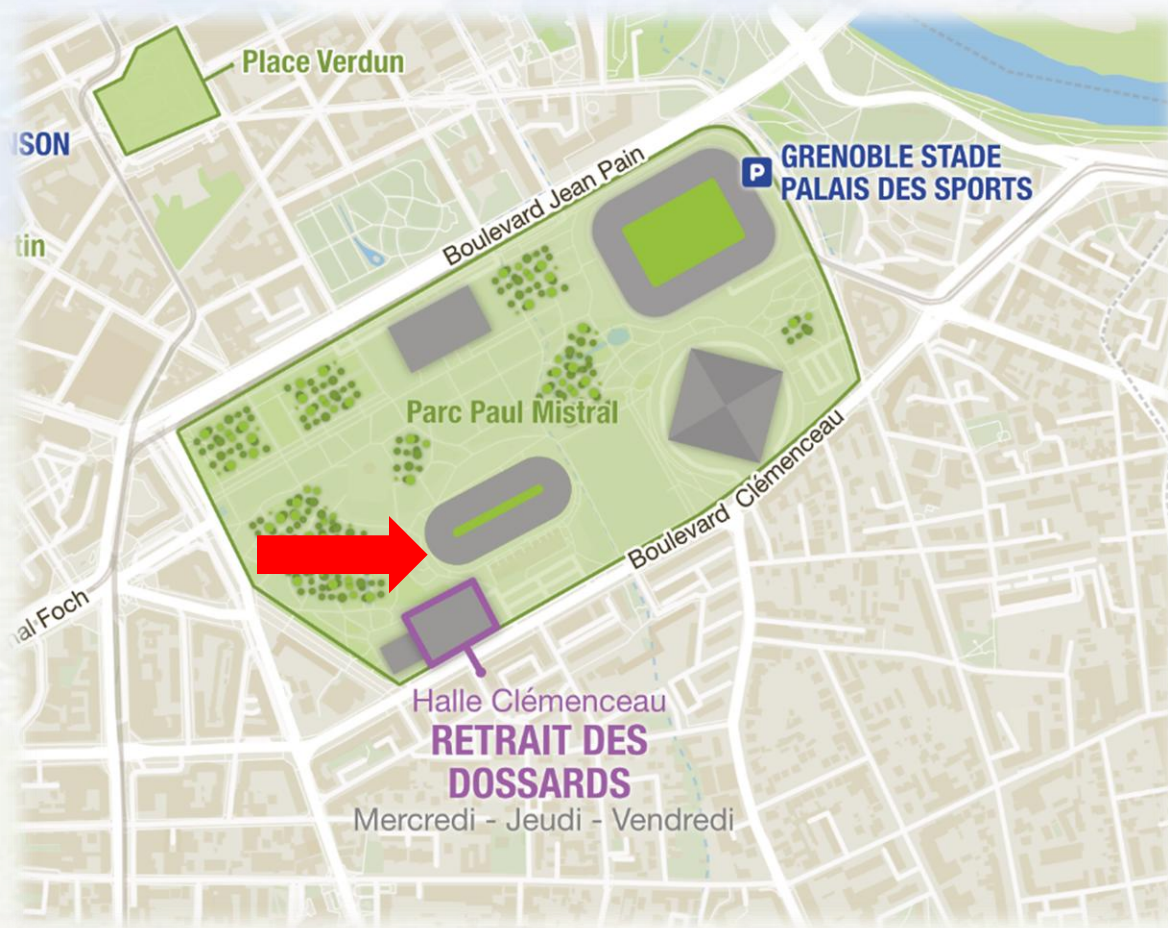 Place Verdun
SON
GRENOBLE STADE
PALAIS DES SPORTS
P
Boulevard Jean Pain
tin
Parc Paul Mistral
Boulevard Clémenceau
al Foch
Halle Clémenceau
RETRAIT DES
DOSSARDS
Mercredi - Jeudi - Vendredi